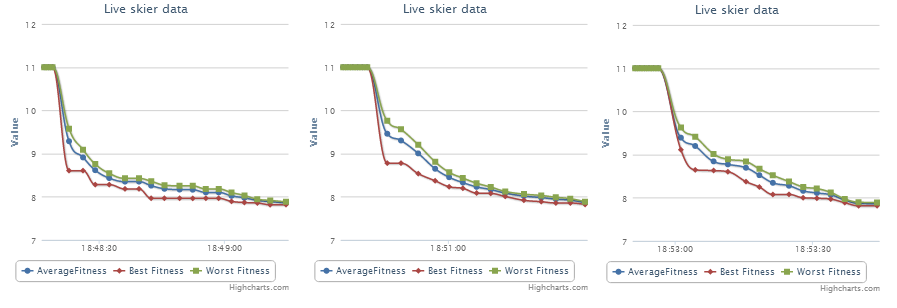 Live skier data
12
11
10
9
8
7
Value
18:48:30 18:49:00
AverageFitness Best Fitness Worst Fitness
Highcharts.com
Live skier data
12
11
10
9
8
7
Value
18:51:00
AverageFitness Best Fitness Worst Fitness
Highcharts.com
Live skier data
12
11
10
9
8
7
Value
18:53:00 18:53:30
AverageFitness Best Fitness Worst Fitness
Highcharts.com